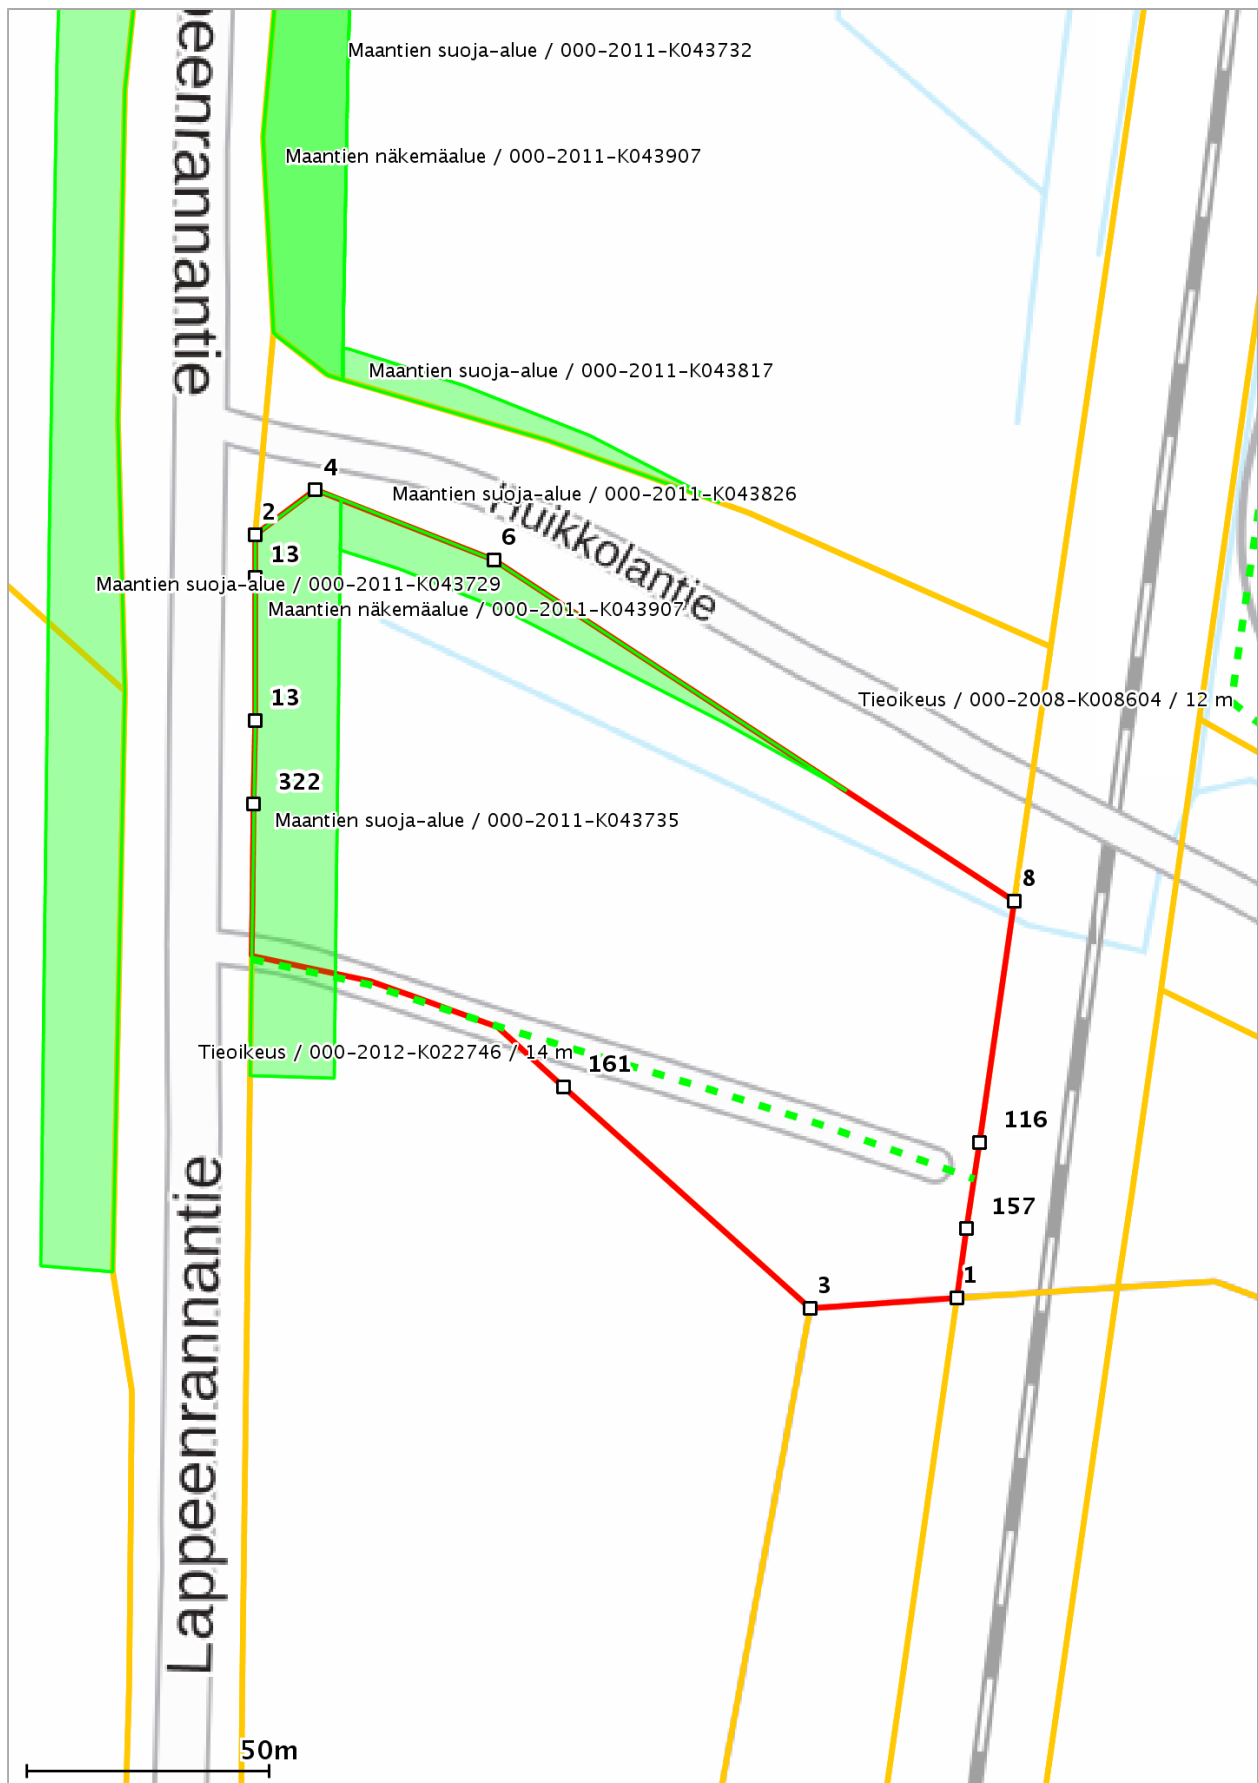 eenrannantie
Maantien suoja-alue / 000-2011-K043732
Maantien näkemäalue / 000-2011-K043907
Maantien suoja-alue / 000-2011-K043817
4
Maantien suoja-alue / 000-2011-K043826
2
6
Huikkolantie
13
Maantien suoja-alue / 000-2011-K043729
Maantien näkemäalue / 000-2011-K043907
13
Tieoikeus / 000-2008-K008604 / 12 m
322
Maantien suoja-alue / 000-2011-K043735
8
Tieoikeus / 000-2012-K022746 / 14 m
161
116
157
1
3
Lappeenrannantie
50m